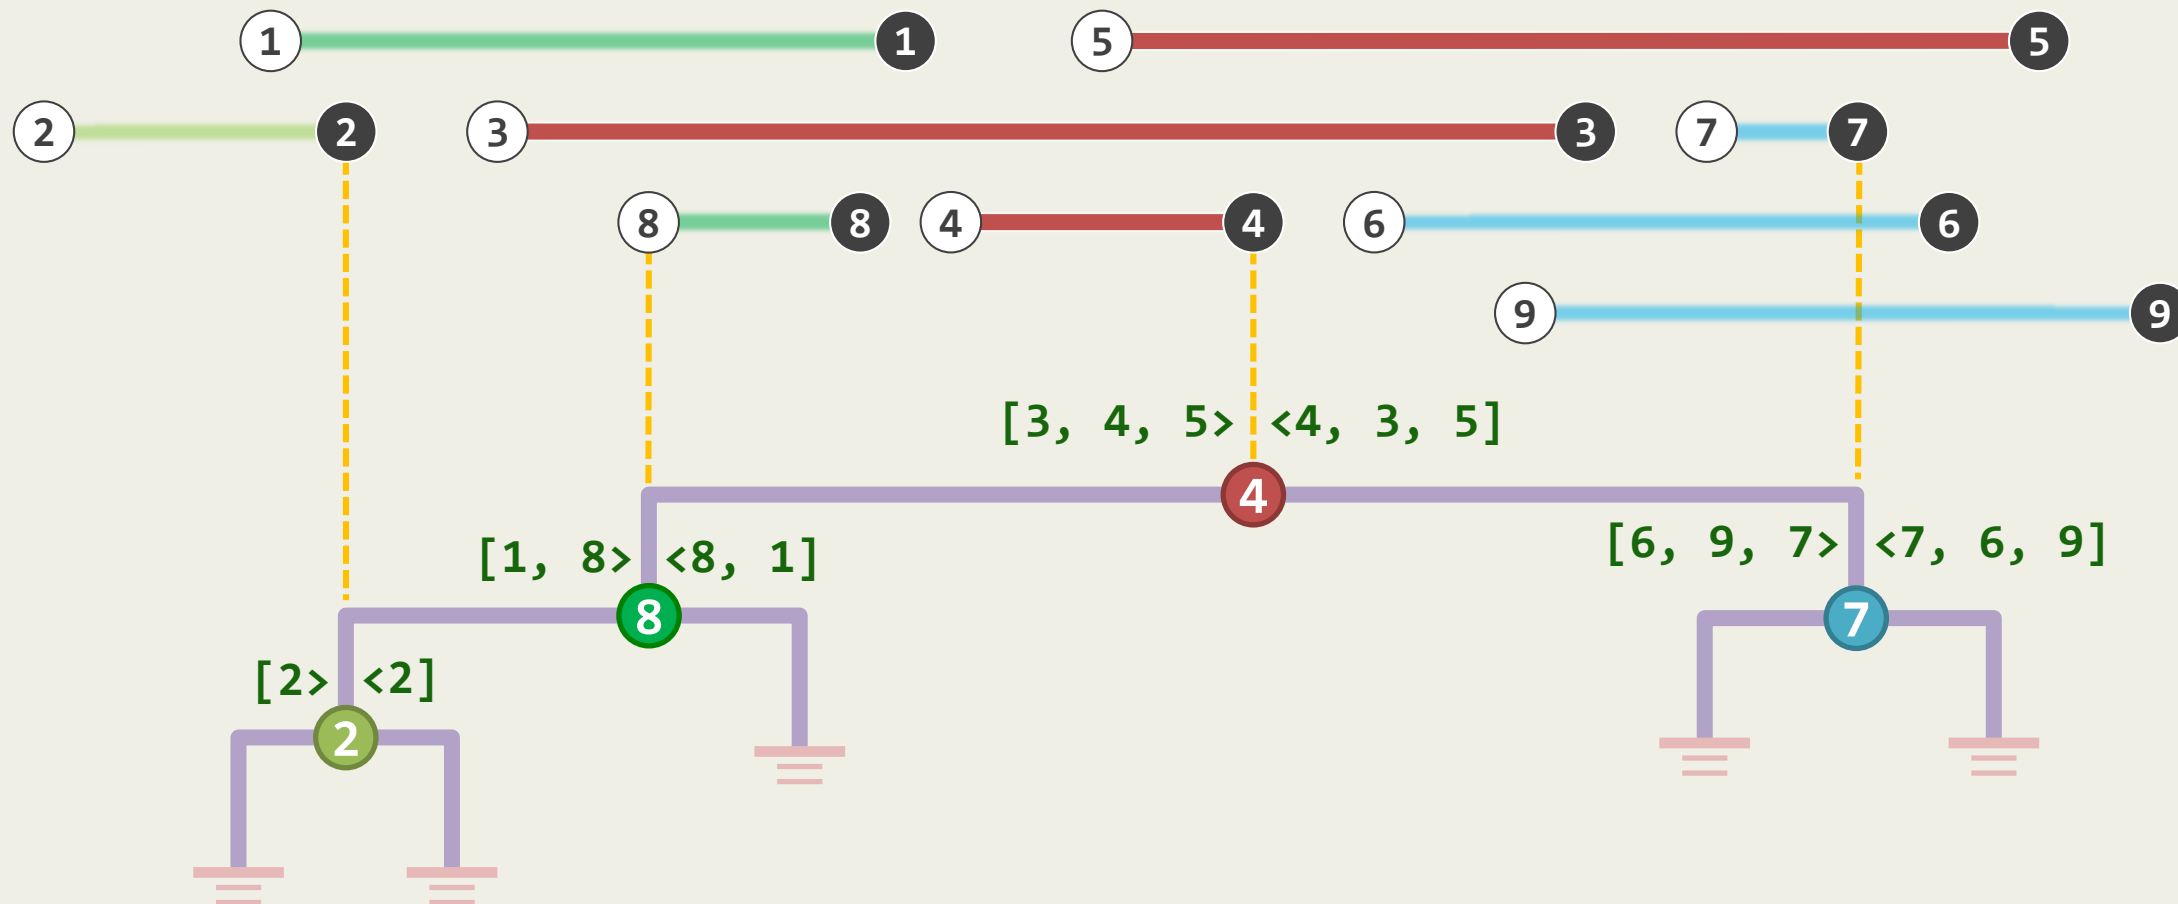 1 1 5 5
2 2 3 3 7 7
8 8 4 4 6 6
9 9
[3, 4, 5> <4, 3, 5]
4
[6, 9, 7> <7, 6, 9]
[1, 8> <8, 1]
8 7
[2> <2]
2